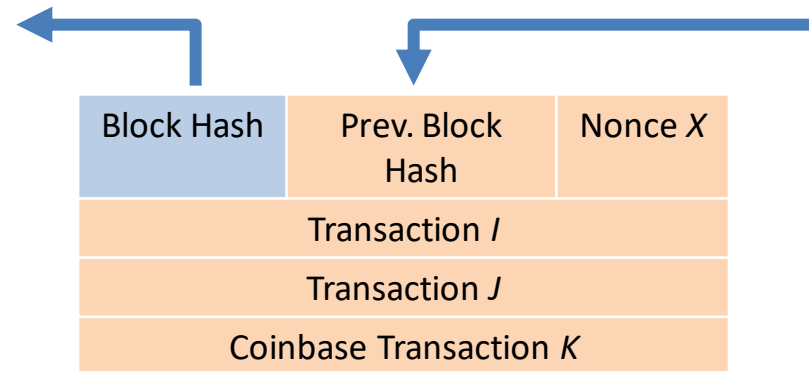 Block Hash
Prev. Block
Hash
Nonce X
Transaction I
Transaction J
Coinbase Transaction K